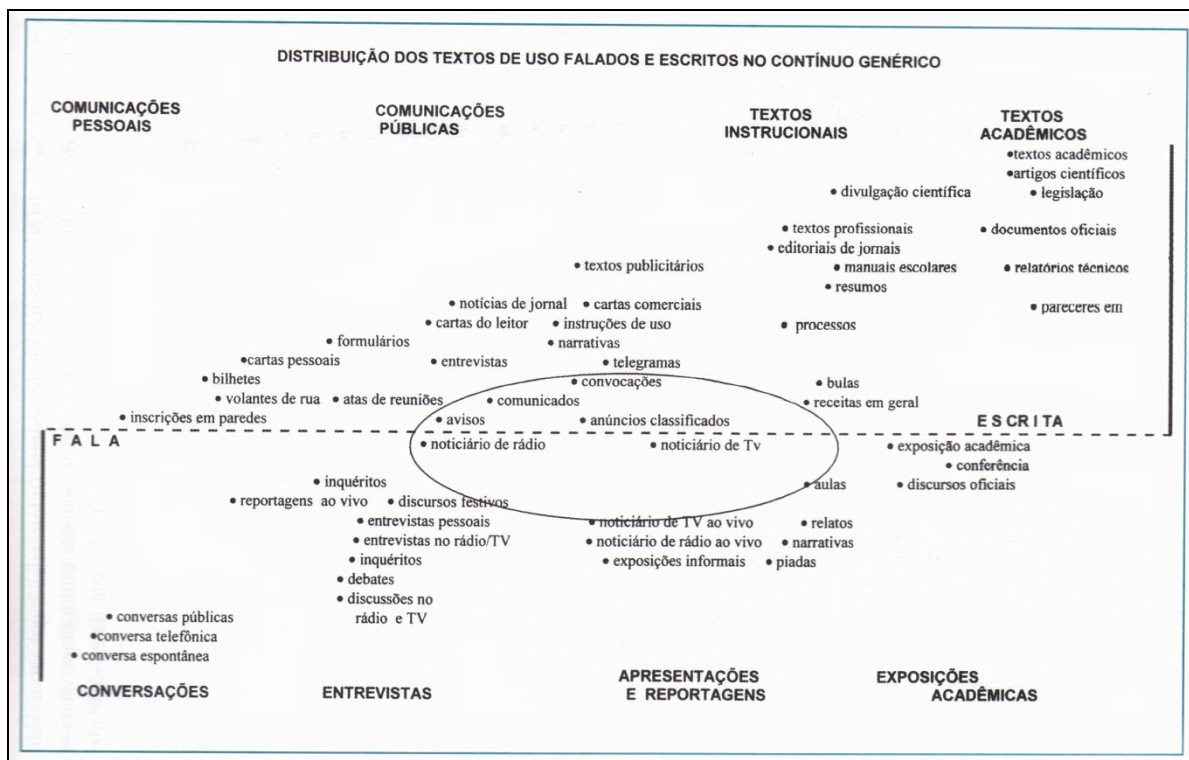 DISTRIBUIÇÃO DOS TEXTOS DE USO FALADOS E ESCRITOS NO CONTÍNUO GENÉRICO
COMUNICAÇÕES
PESSOAIS
COMUNICAÇÕES
PÚBLICAS
TEXTOS
INSTRUCIONAIS
TEXTOS
ACADÊMICOS
•textos acadêmicos
•artigos científicos
• divulgação científica • legislação
• textos profissionais • documentos oficiais
• editoriais de jornais
• textos publicitários • manuais escolares • relatórios técnicos
• resumos
• notícias de jornal • cartas comerciais • pareceres em
• cartas do leitor • instruções de uso • processos
• formulários • narrativas
•cartas pessoais • entrevistas • telegramas
• bilhetes • convocações • bulas
• volantes de rua • atas de reuniões • comunicados • receitas em geral
• inscrições em paredes • avisos • anúncios classificados E S C R I T A
F A L A • noticiário de rádio • noticiário de Tv • exposição acadêmica
• conferência
• inquéritos • aulas • discursos oficiais
• reportagens ao vivo • discursos festivos
• entrevistas pessoais • noticiário de TV ao vivo • relatos
• entrevistas no rádio/TV • noticiário de rádio ao vivo • narrativas
• inquéritos • exposições informais • piadas
• debates
• discussões no
• conversas públicas rádio e TV
•conversa telefônica
• conversa espontânea
CONVERSAÇÕES
ENTREVISTAS
APRESENTAÇÕES
E REPORTAGENS
EXPOSIÇÕES
ACADÊMICAS